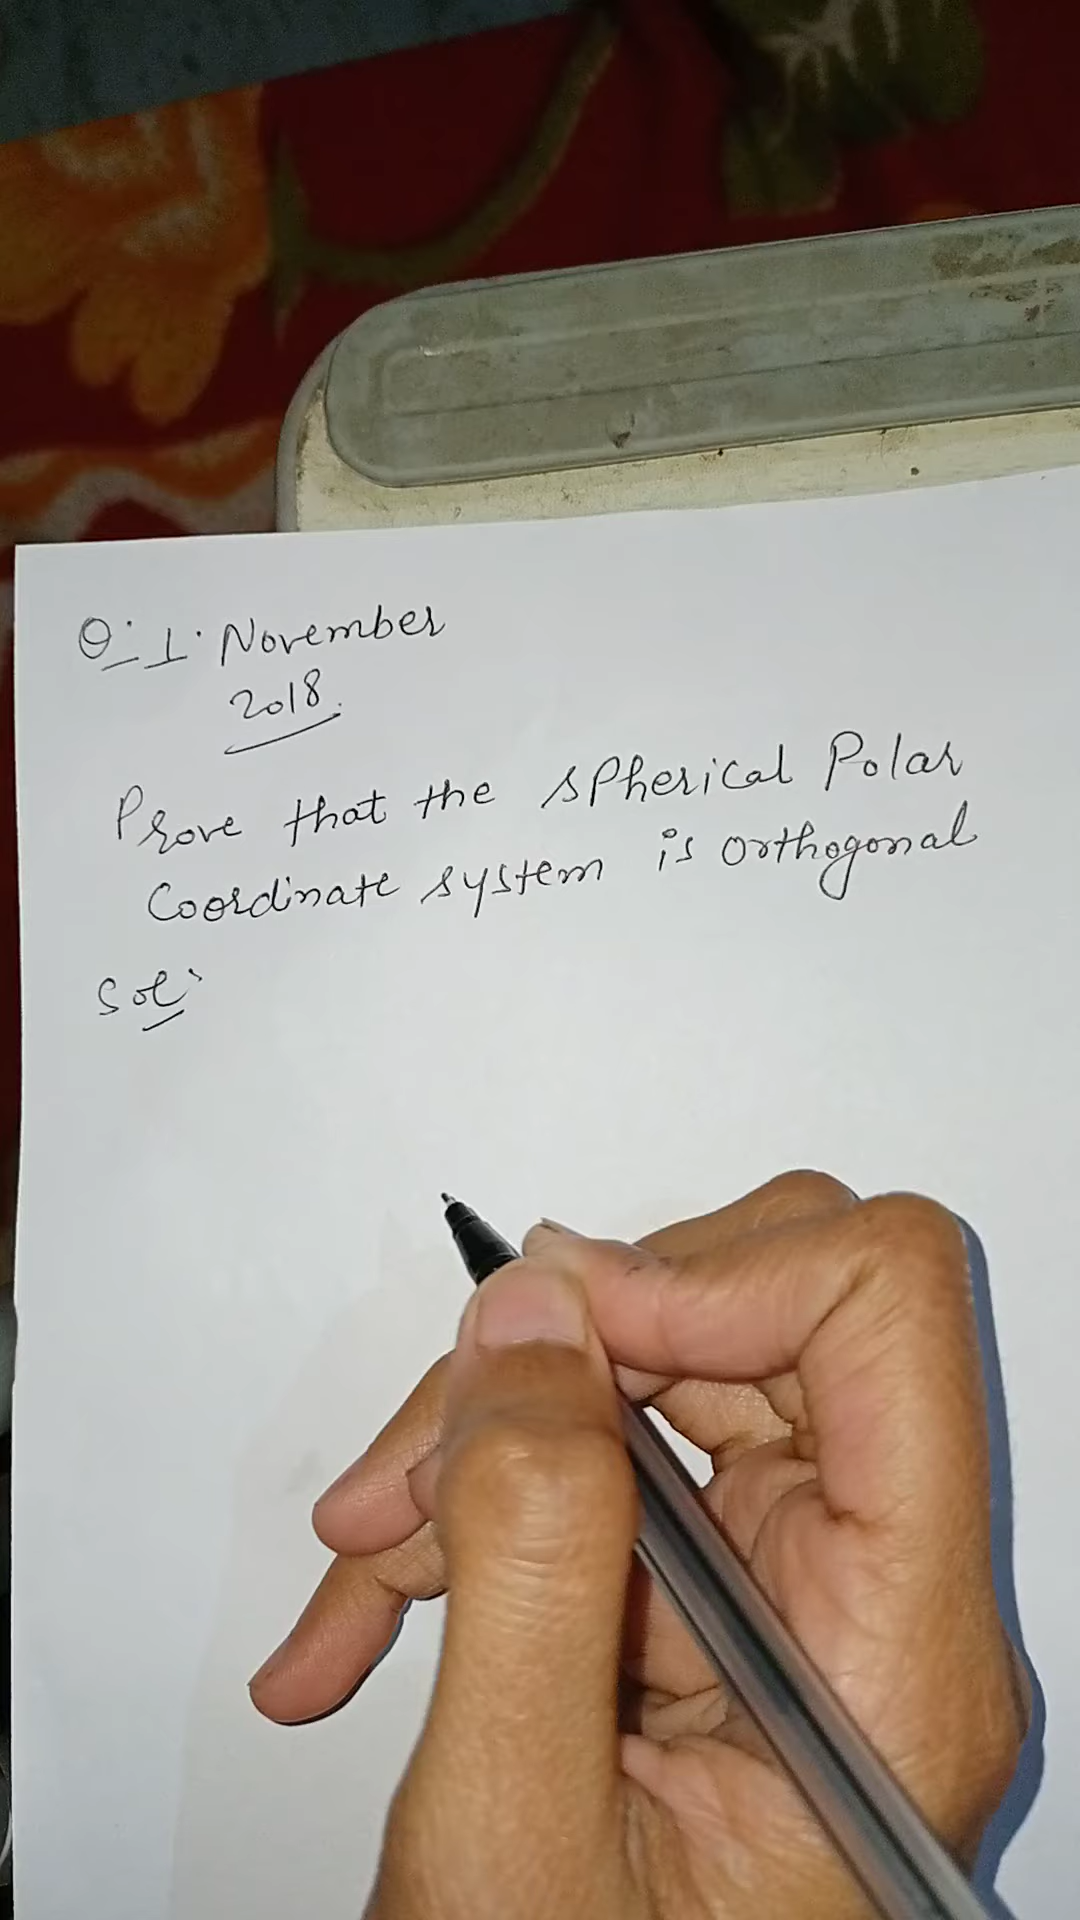 Q:- 1. November
2018.
Prove that the spherical Polar
Coordinate system is orthogonal
Sol: